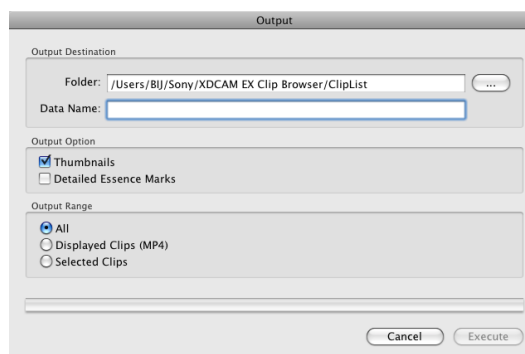 Output
Output Destination
Folder: /Users/BIJ/Sony/XDCAM EX Clip Browser/ClipList ...
Data Name:
Output Option
Thumbnails
Detailed Essence Marks
Output Range
All
Displayed Clips (MP4)
Selected Clips
Cancel Execute